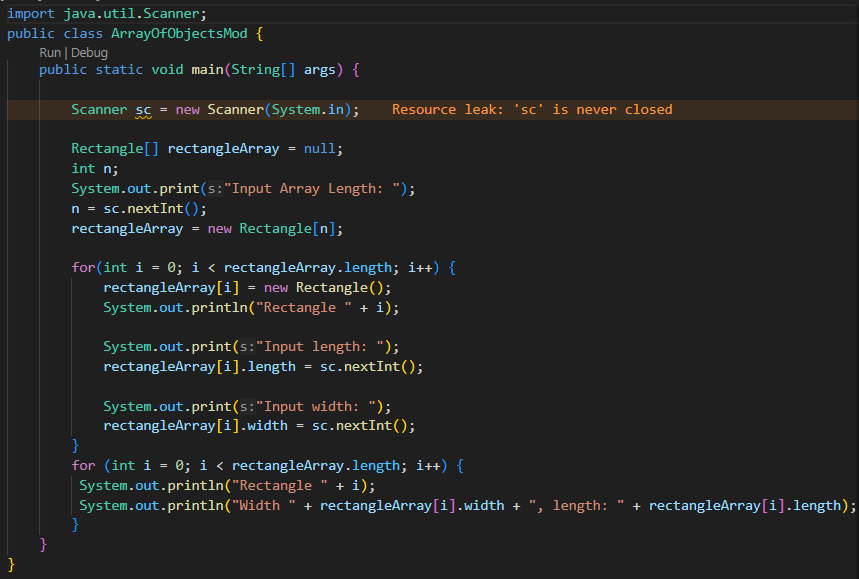 import java.util.Scanner;
public class ArrayOfObjectsMod {
Run | Debug
public static void main(String[] args) {
Scanner sc = new Scanner(System.in); Resource leak: 'sc' is never closed
Rectangle[] rectangleArray = null;
int n;
System.out.print(s:"Input Array Length: ");
n = sc.nextInt();
rectangleArray = new Rectangle[n];
for(int i = 0; i < rectangleArray.length; i++) {
rectangleArray[i] = new Rectangle();
System.out.println("Rectangle " + i);
System.out.print(s:"Input length: ");
rectangleArray[i].length = sc.nextInt();
System.out.print(s:"Input width: ");
rectangleArray[i].width = sc.nextInt();
}
for (int i = 0; i < rectangleArray.length; i++) {
System.out.println("Rectangle " + i);
System.out.println("Width " + rectangleArray[i].width + ", length: " + rectangleArray[i].length);
}
}
}